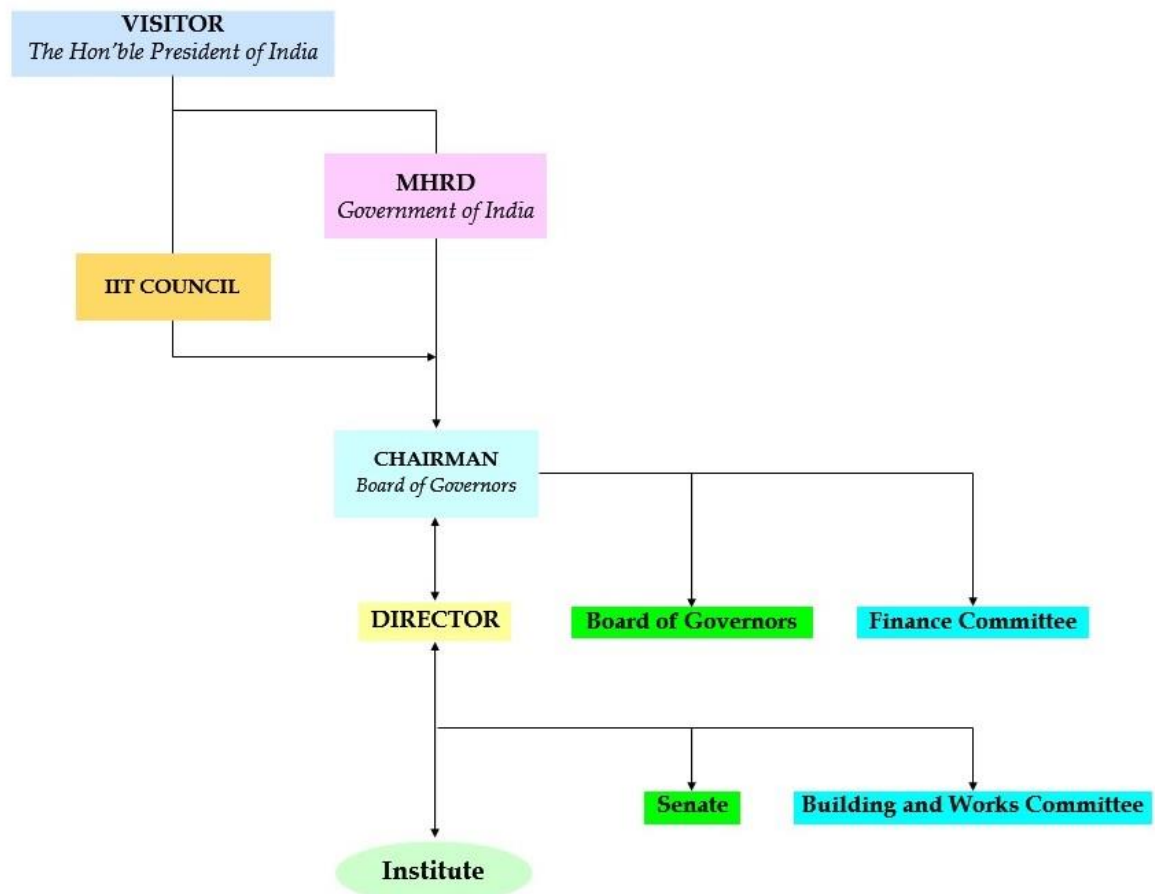 VISITOR
The Hon'ble President of India
MHRD
Government of India
IIT COUNCIL
CHAIRMAN
Board of Governors
DIRECTOR
Board of Governors
Finance Committee
Senate
Building and Works Committee
Institute